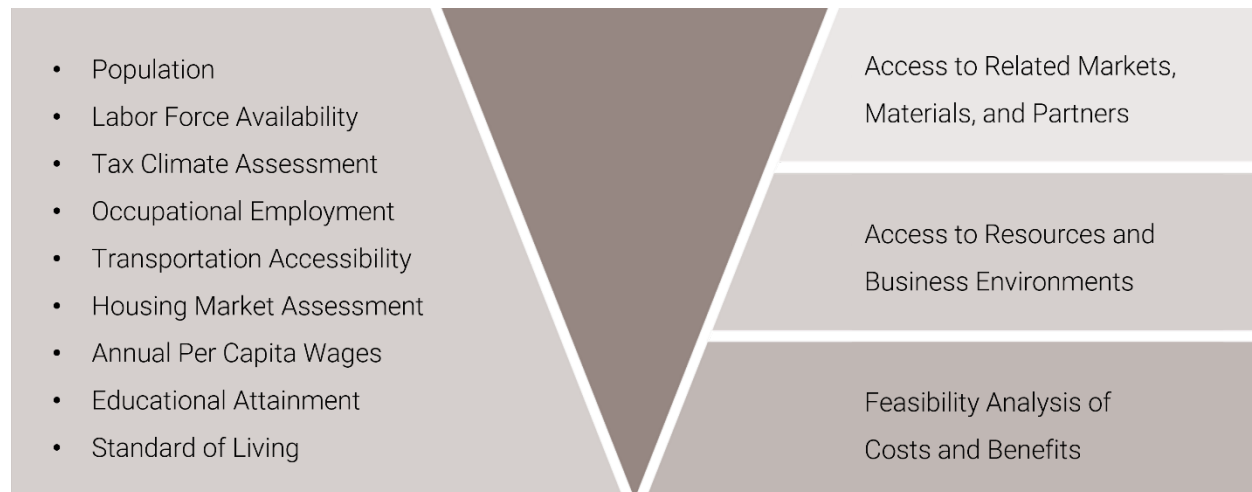 • Population
• Labor Force Availability
• Tax Climate Assessment
• Occupational Employment
• Transportation Accessibility
• Housing Market Assessment
• Annual Per Capita Wages
• Educational Attainment
• Standard of Living
Access to Related Markets,
Materials, and Partners
Access to Resources and
Business Environments
Feasibility Analysis of
Costs and Benefits